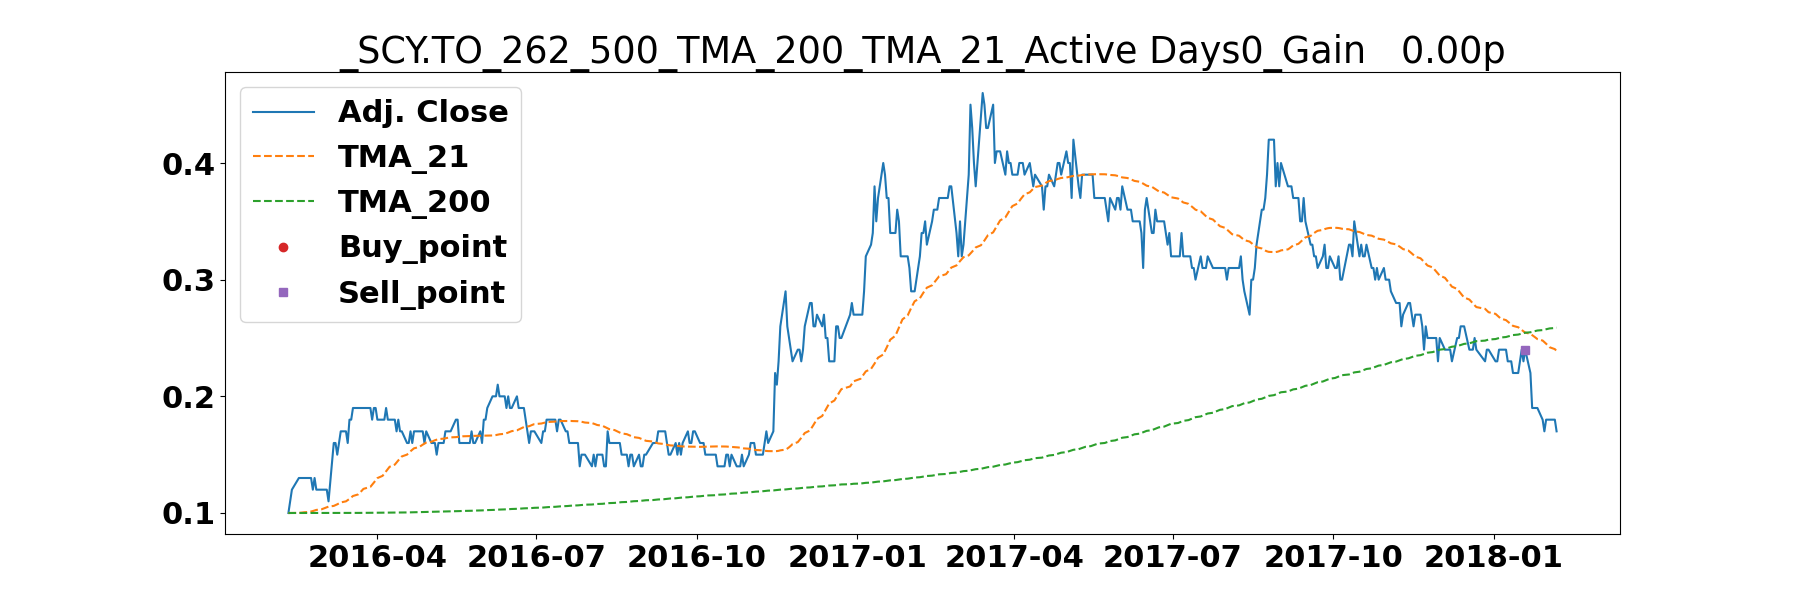 _SCY.TO_262_500_TMA_200_TMA_21_Active Days0_Gain   0.00p
Adj. Close
TMA_21
TMA_200
Buy_point
Sell_point
0.4
0.3
0.2
0.1
2016-04 2016-07 2016-10 2017-01 2017-04 2017-07 2017-10 2018-01